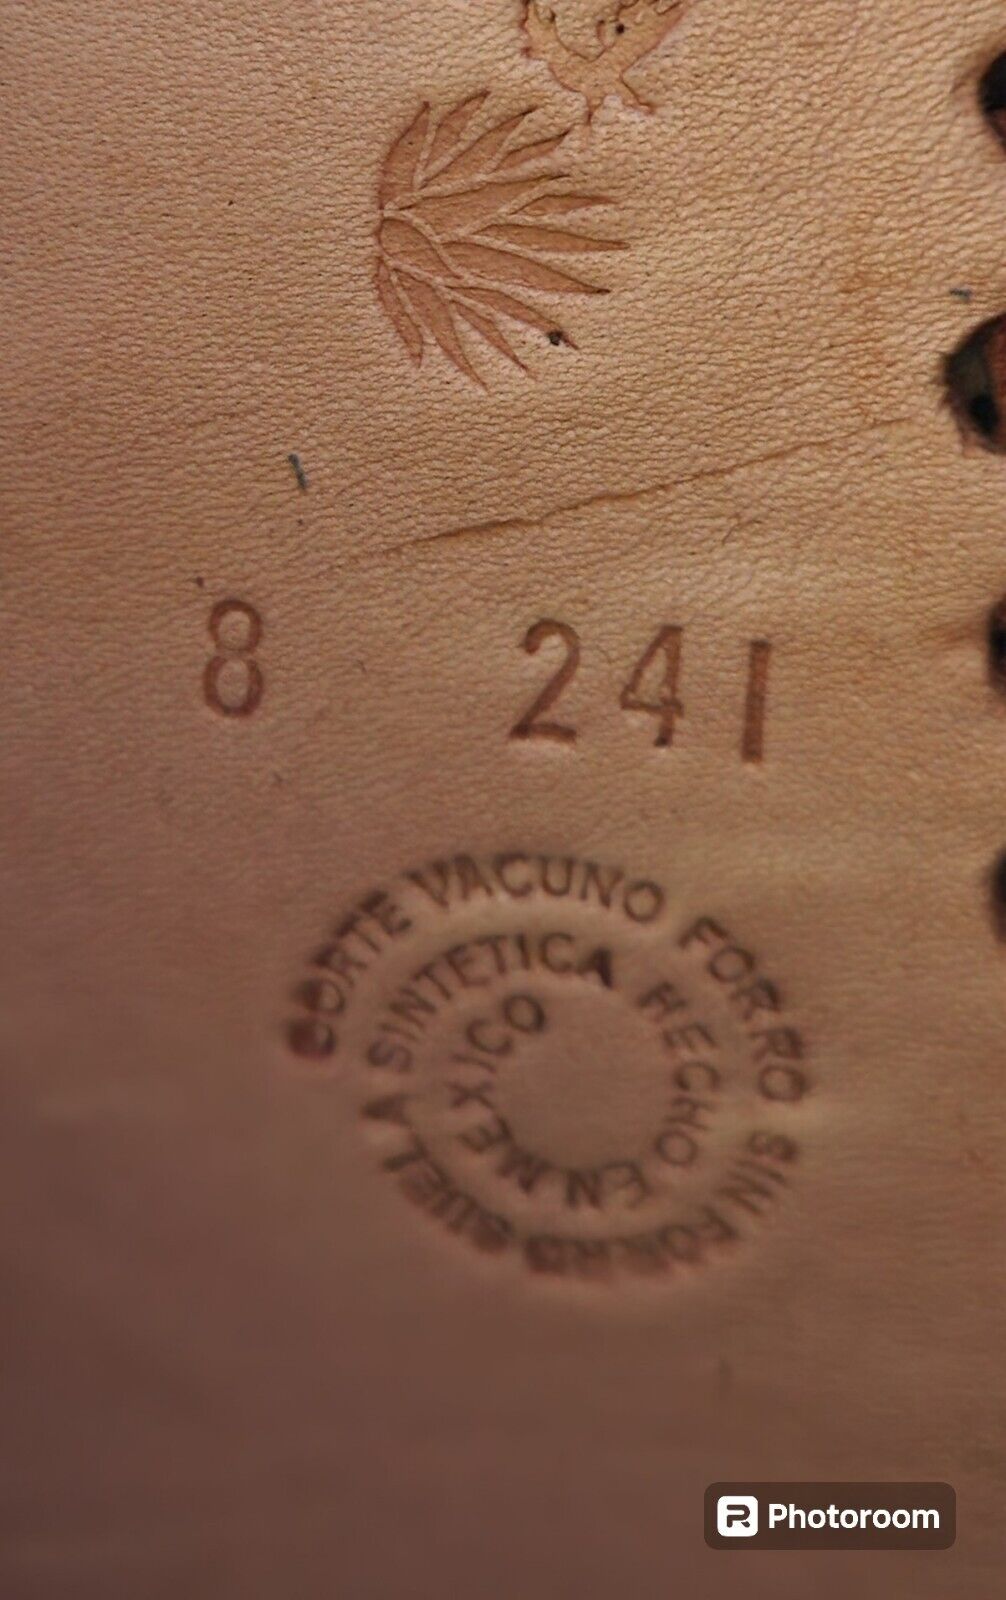 8 241
CORTE VACUNO FORRO SIN FORRO SUELA SINTETICA HECHO EN MEXICO
Photoroom